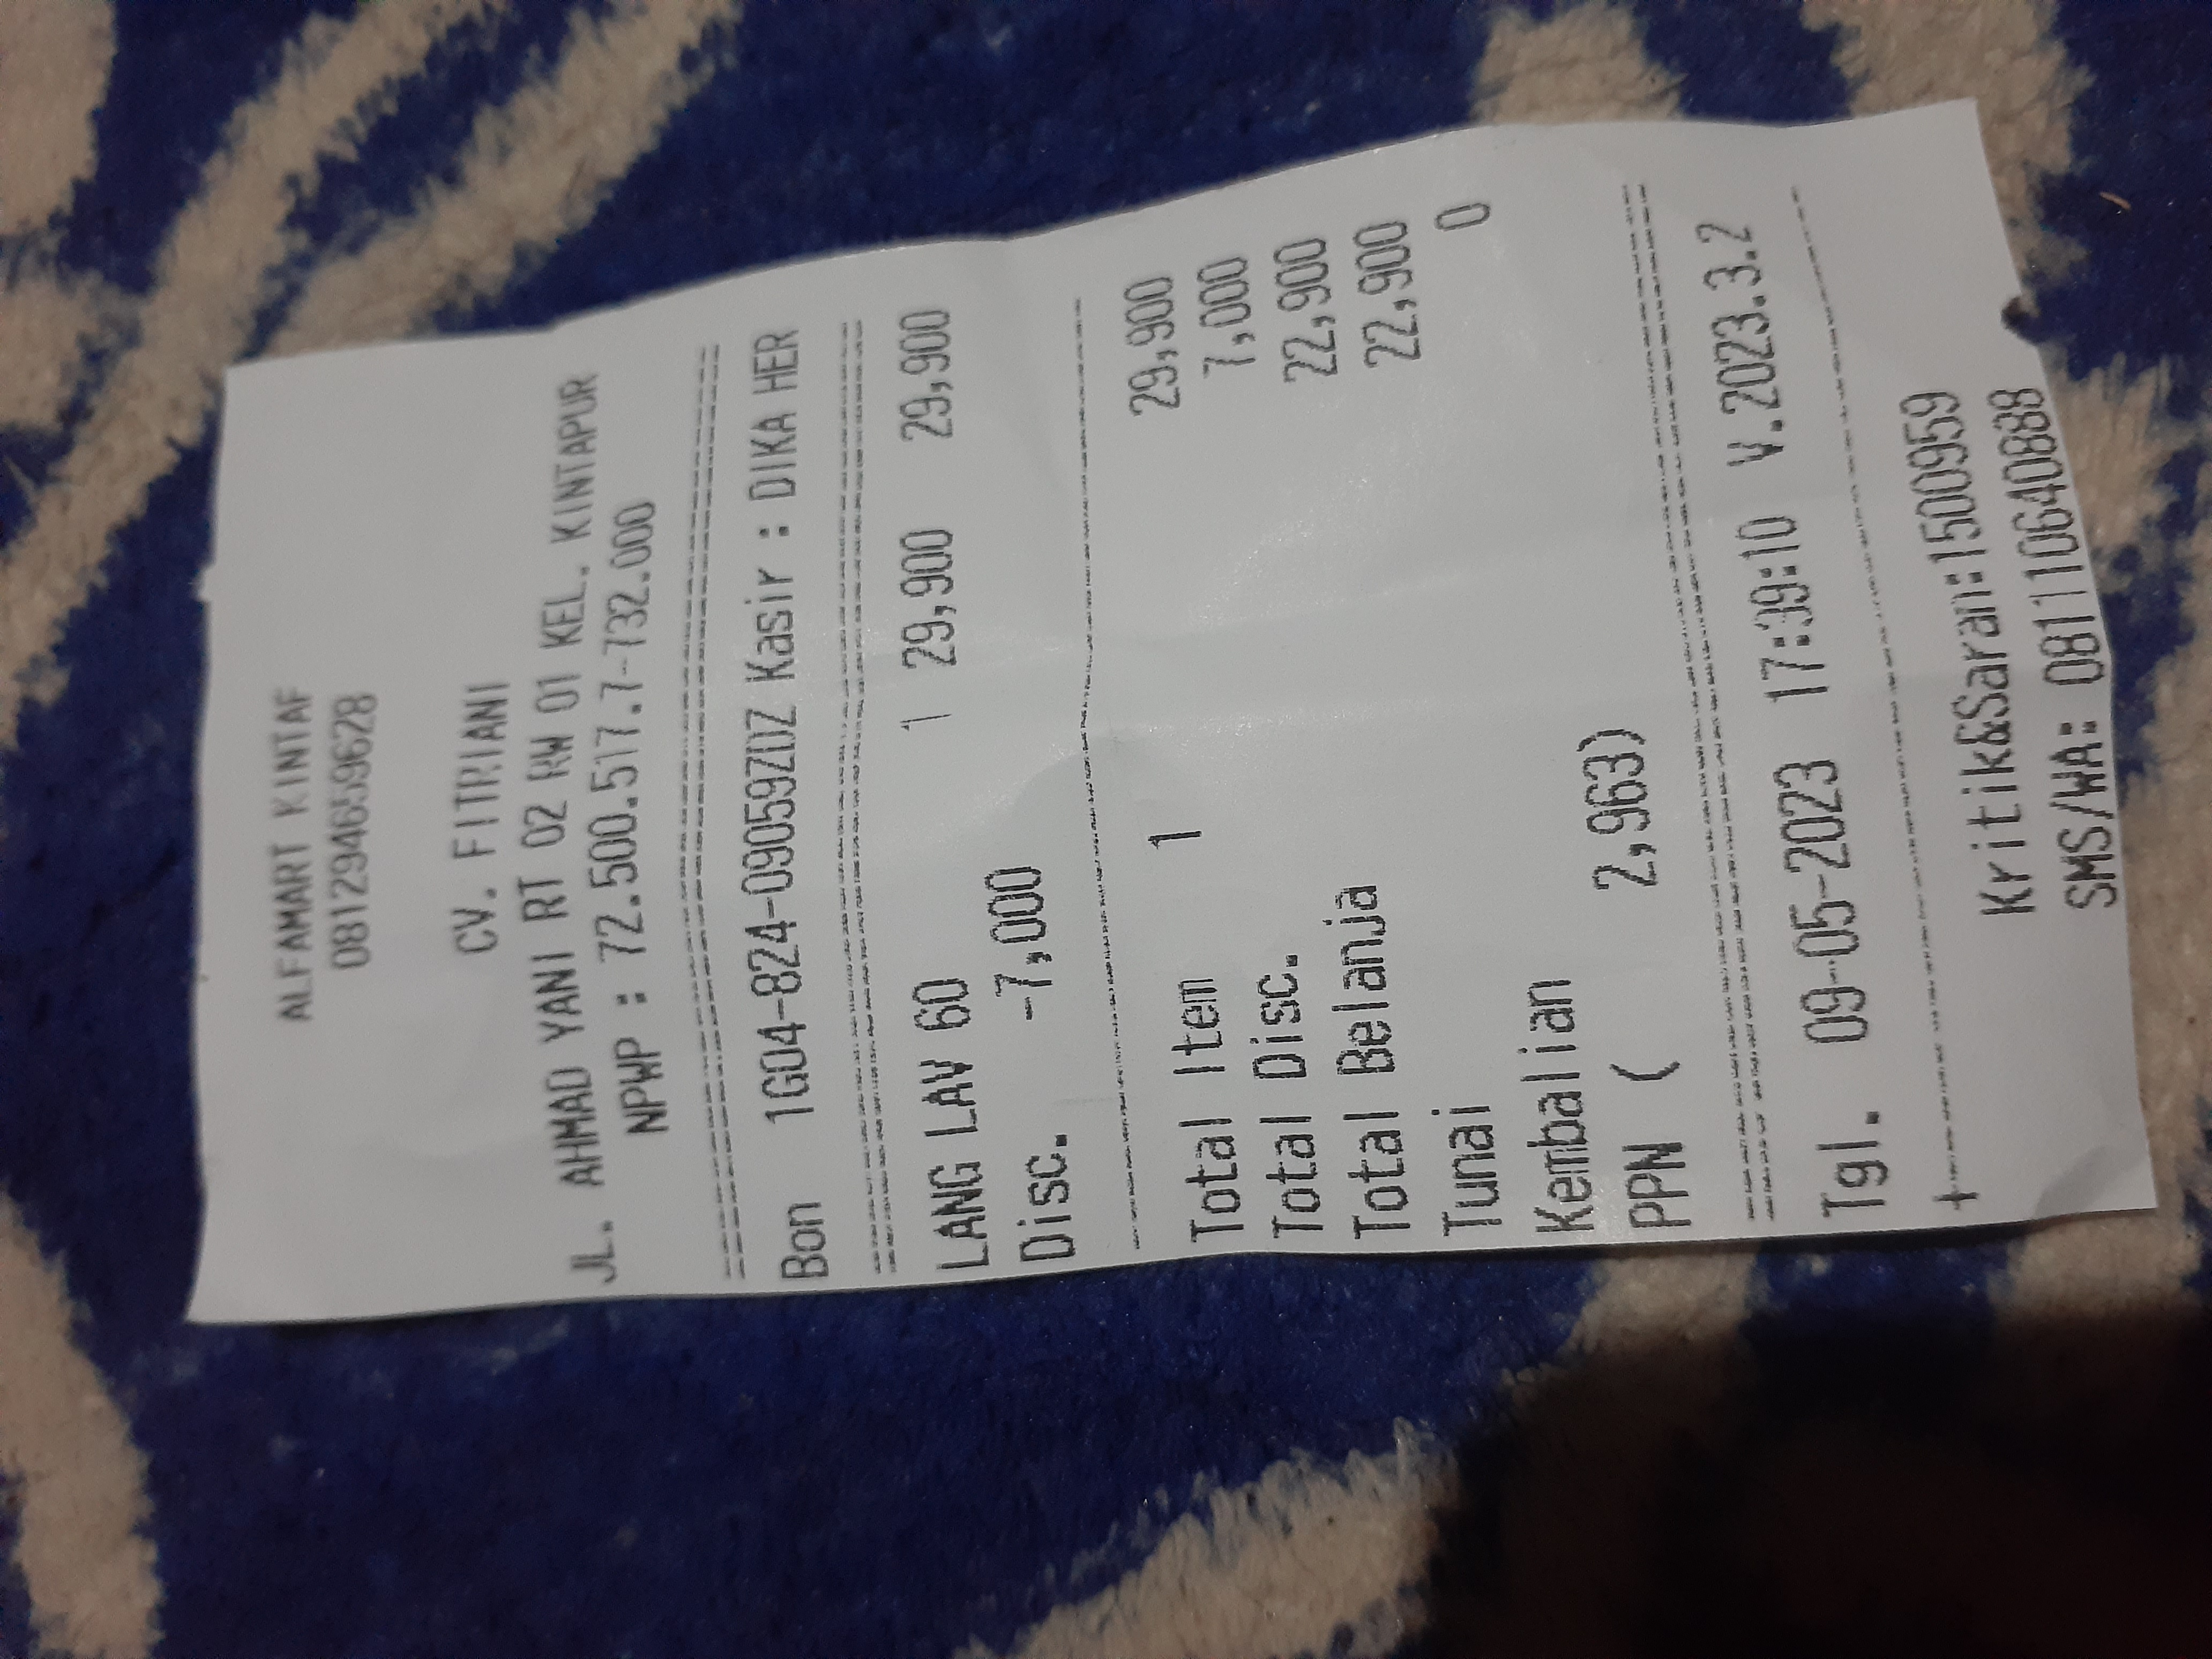 ALFAMART KINTAF
081294659628
CV. FITRIANI
JL. AHMAD YANI RT 02 RW 01 KEL. KINTAPUR
NPWP : 72.500.517.7-732.000
Bon 1G04-824-09059ZDZ Kasir : DIKA HER
LANG LAV 60 1 29,900 29,900
Disc. -7,000
Total Item 1 29,900
Total Disc. 7,000
Total Belanja 22,900
Tunai 22,900
Kembalian 0
PPN ( 2,963)
Tgl. 09-05-2023 17:39:10 V.2023.3.2
Kritik&Saran:1500959
SMS/WA: 081110640888